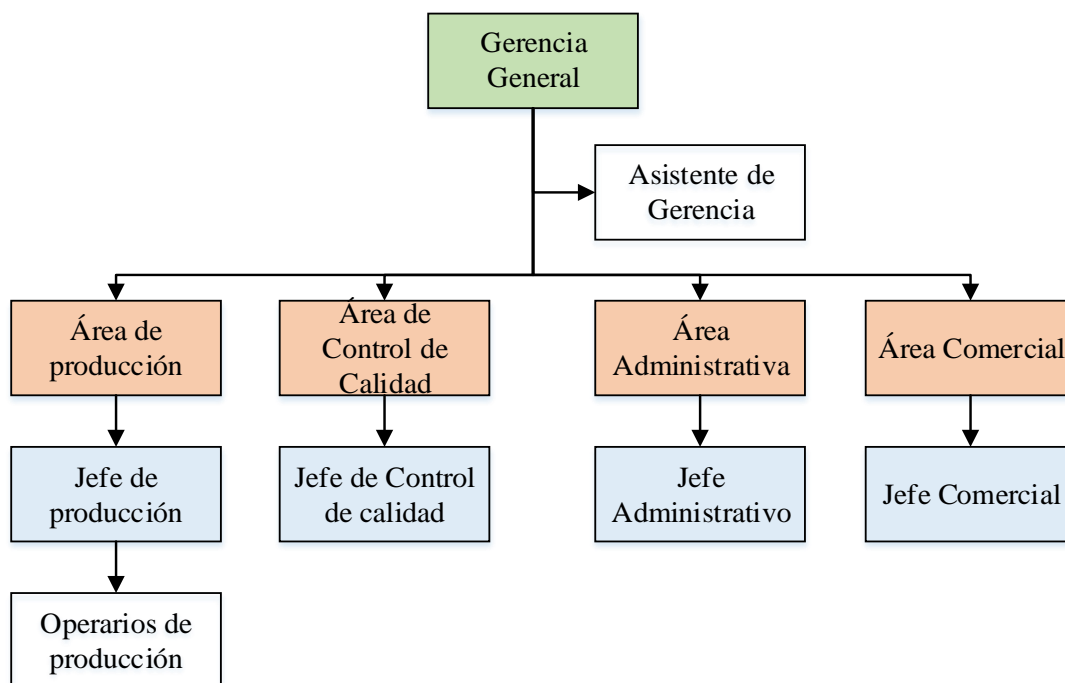 Gerencia
General
Asistente de
Gerencia
Área de
producción
Área de
Control de
Calidad
Área
Administrativa
Área Comercial
Jefe de
producción
Jefe de Control
de calidad
Jefe
Administrativo
Jefe Comercial
Operarios de
producción